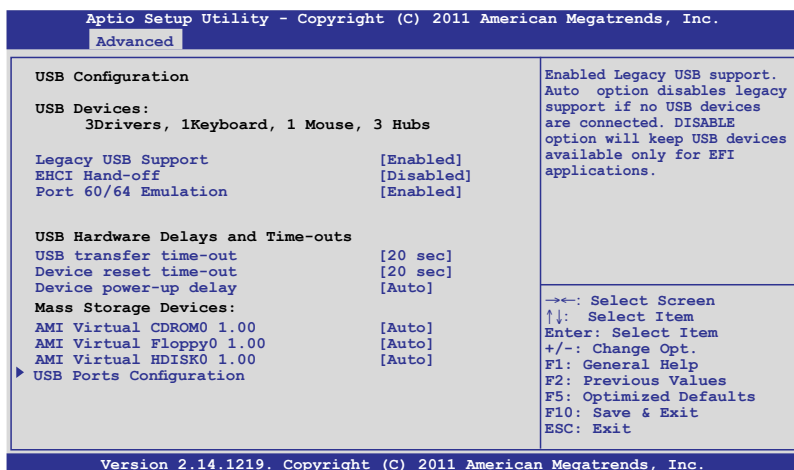 Aptio Setup Utility - Copyright (C) 2011 American Megatrends, Inc.
Advanced
USB Configuration
USB Devices:
3Drivers, 1Keyboard, 1 Mouse, 3 Hubs
Legacy USB Support [Enabled]
EHCI Hand-off [Disabled]
Port 60/64 Emulation [Enabled]
USB Hardware Delays and Time-outs
USB transfer time-out [20 sec]
Device reset time-out [20 sec]
Device power-up delay [Auto]
Mass Storage Devices:
AMI Virtual CDROM0 1.00 [Auto]
AMI Virtual Floppy0 1.00 [Auto]
AMI Virtual HDISK0 1.00 [Auto]
USB Ports Configuration
Enabled Legacy USB support.
Auto option disables legacy
support if no USB devices
are connected. DISABLE
option will keep USB devices
available only for EFI
applications.
→←: Select Screen
↑↓: Select Item
Enter: Select Item
+/-: Change Opt.
F1: General Help
F2: Previous Values
F5: Optimized Defaults
F10: Save & Exit
ESC: Exit
Version 2.14.1219. Copyright (C) 2011 American Megatrends, Inc.